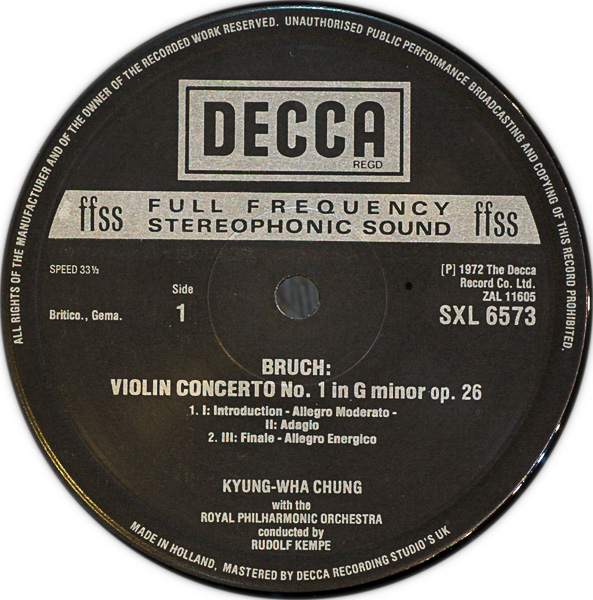 ALL RIGHTS OF THE MANUFACTURER AND OF THE OWNER OF THE RECORDED WORK RESERVED. UNAUTHORISED PUBLIC PERFORMANCE BROADCASTING AND COPYING OF THIS RECORD PROHIBITED.
DECCA
REGD
ffss FULL FREQUENCY ffss
STEREOPHONIC SOUND
SPEED 33⅓
Side
1
Britico., Gema.
[P] 1972 The Decca
Record Co. Ltd.
ZAL 11605
SXL 6573
BRUCH:
VIOLIN CONCERTO No. 1 in G minor op. 26
1. I: Introduction - Allegro Moderato -
II: Adagio
2. III: Finale - Allegro Energico
KYUNG-WHA CHUNG
with the
ROYAL PHILHARMONIC ORCHESTRA
conducted by
RUDOLF KEMPE
MADE IN HOLLAND, MASTERED BY DECCA RECORDING STUDIO'S UK